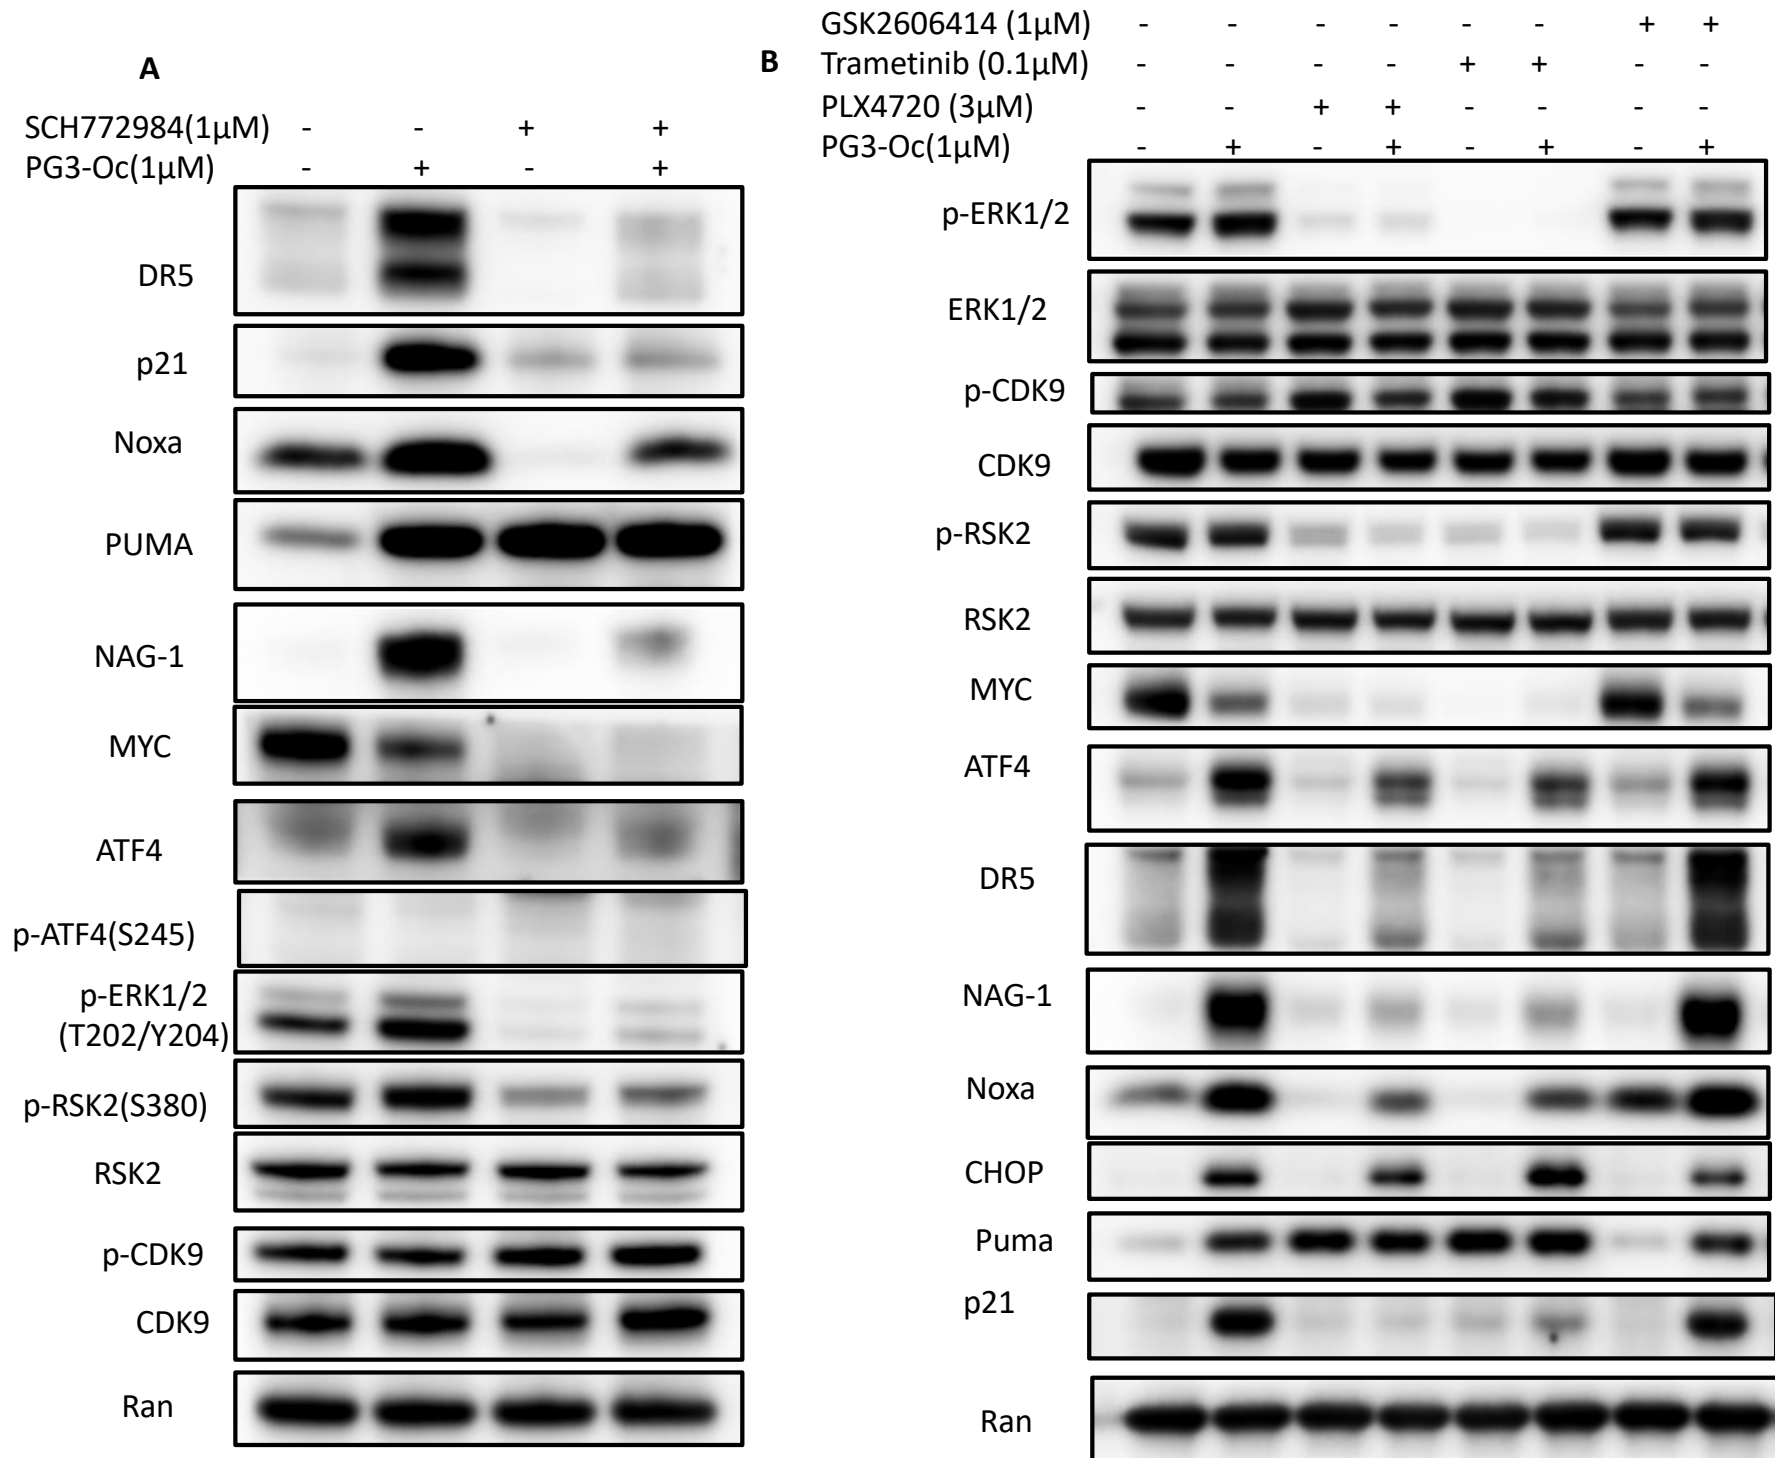 A
SCH772984(1µM) - - + +
PG3-Oc(1µM) - + - +
DR5
p21
Noxa
PUMA
NAG-1
MYC
ATF4
p-ATF4(S245)
p-ERK1/2
(T202/Y204)
p-RSK2(S380)
RSK2
p-CDK9
CDK9
Ran
B
GSK2606414 (1µM) - - - - - - + +
Trametinib (0.1µM) - - - - + + - -
PLX4720 (3µM) - - + + - - - -
PG3-Oc(1µM) - + - + - + - +
p-ERK1/2
ERK1/2
p-CDK9
CDK9
p-RSK2
RSK2
MYC
ATF4
DR5
NAG-1
Noxa
CHOP
Puma
p21
Ran